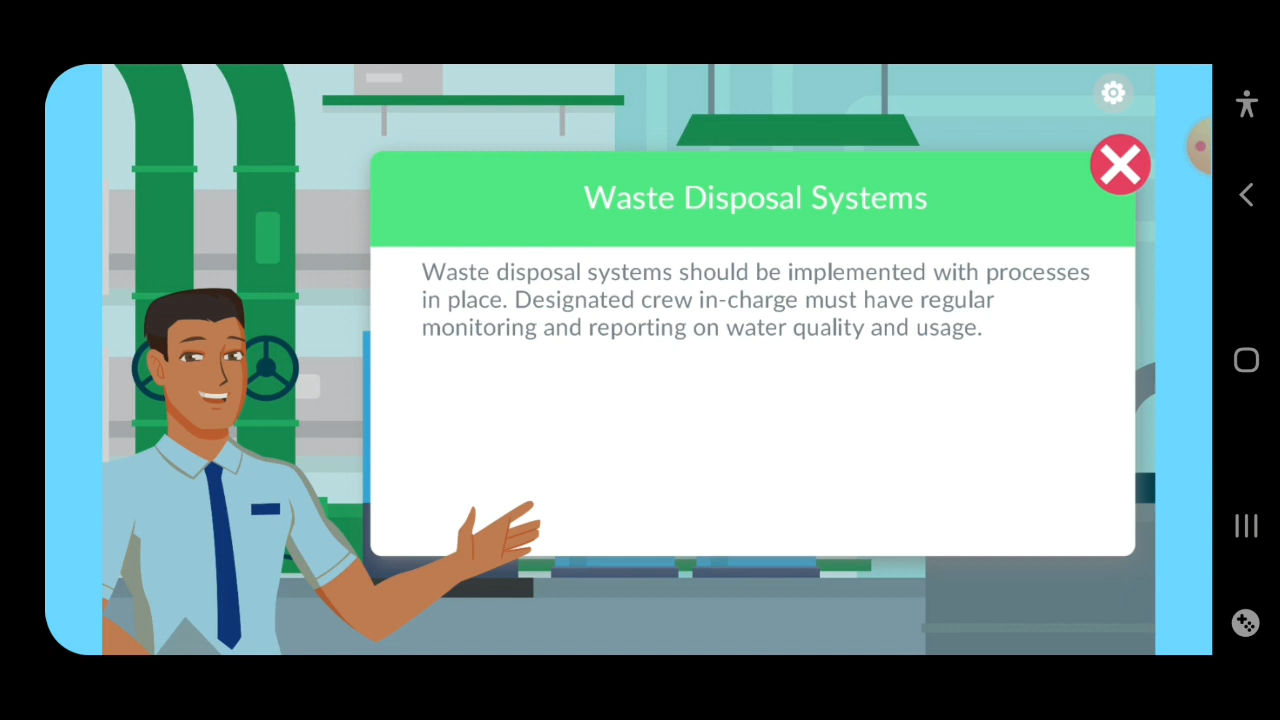 Waste Disposal Systems
Waste disposal systems should be implemented with processes
in place. Designated crew in-charge must have regular
monitoring and reporting on water quality and usage.